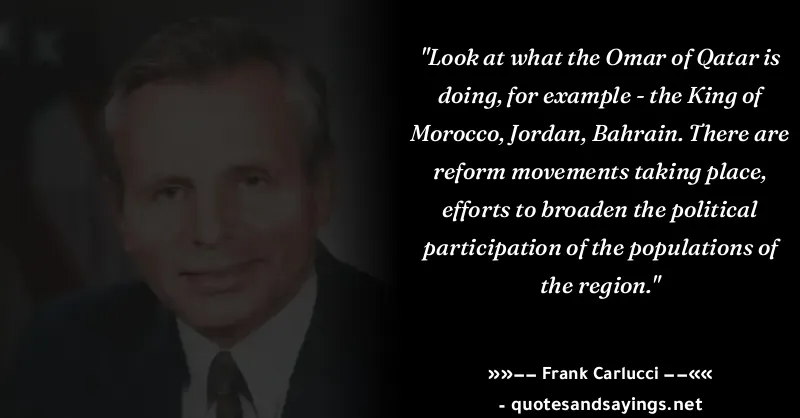 "Look at what the Omar of Qatar is
doing, for example - the King of
Morocco, Jordan, Bahrain. There are
reform movements taking place,
efforts to broaden the political
participation of the populations of
the region."
»»—— Frank Carlucci ——««
- quotesandsayings.net